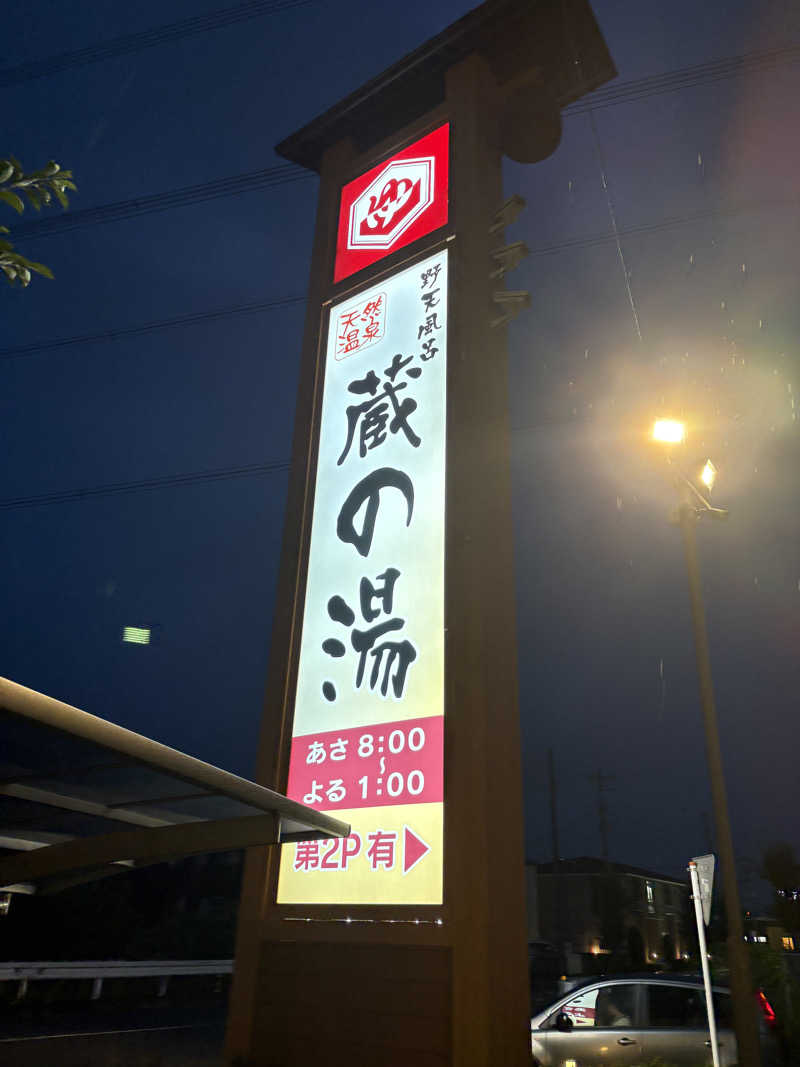 ゆ
野天風呂
天然温泉
蔵の湯
あさ 8:00
～
よる 1:00
第2P 有